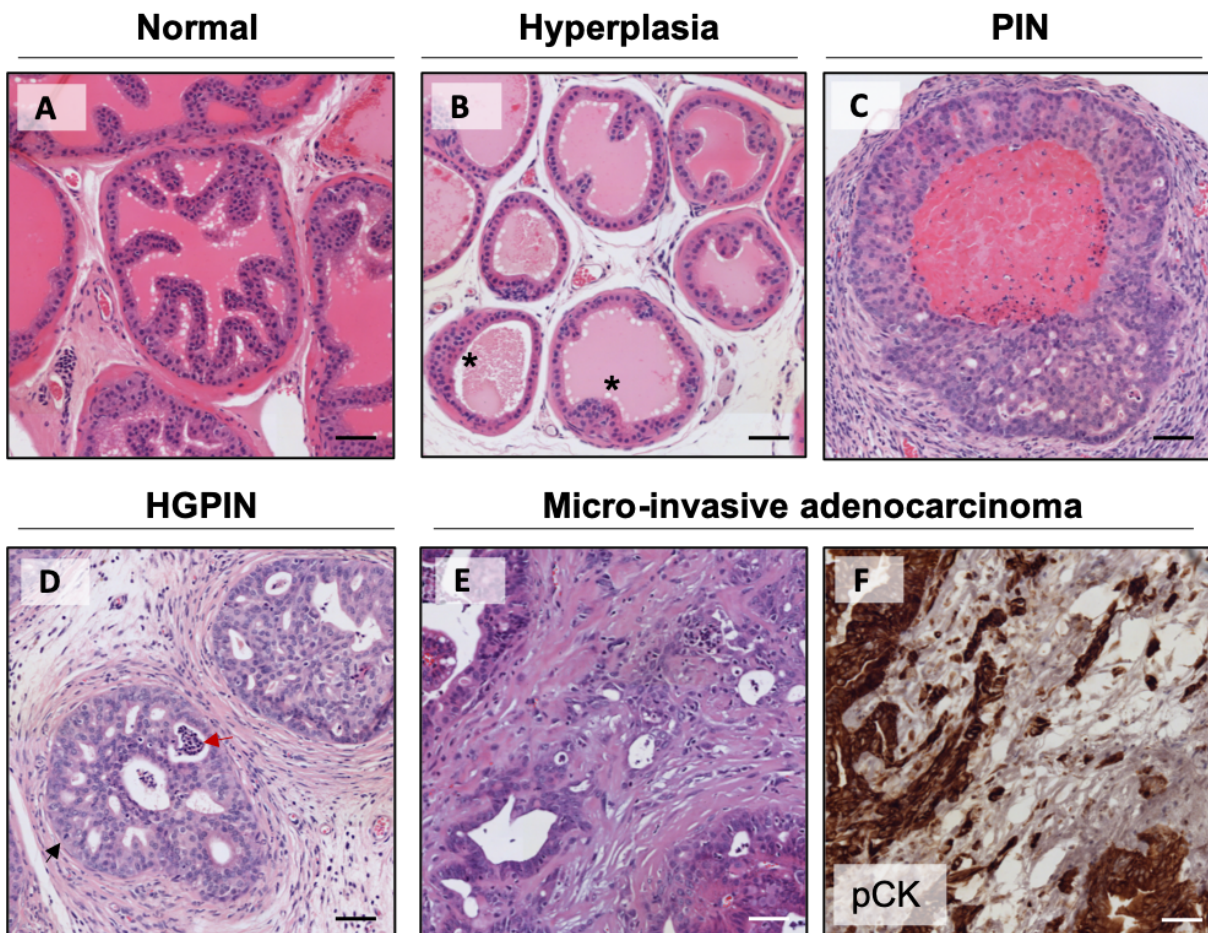 Normal Hyperplasia PIN
A B C
* *
HGPIN Micro-invasive adenocarcinoma
D E F
pCK